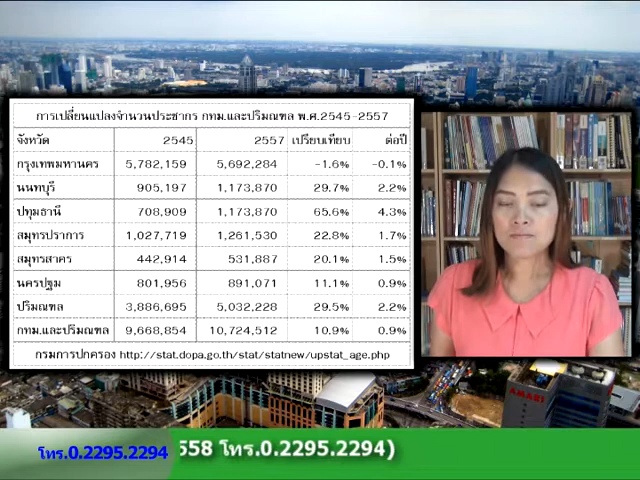 การเปลี่ยนแปลงจำนวนประชากร กทม.และปริมณฑล พ.ศ.2545-2557
จังหวัด 2545 2557 เปรียบเทียบ ต่อปี
กรุงเทพมหานคร 5,782,159 5,692,284 -1.6% -0.1%
นนทบุรี 905,197 1,173,870 29.7% 2.2%
ปทุมธานี 708,909 1,173,870 65.6% 4.3%
สมุทรปราการ 1,027,719 1,261,530 22.8% 1.7%
สมุทรสาคร 442,914 531,887 20.1% 1.5%
นครปฐม 801,956 891,071 11.1% 0.9%
ปริมณฑล 3,886,695 5,032,228 29.5% 2.2%
กทม.และปริมณฑล 9,668,854 10,724,512 10.9% 0.9%
กรมการปกครอง http://stat.dopa.go.th/stat/statnew/upstat_age.php
AMARI
โทร.0.2295.2294 558 โทร.0.2295.2294)